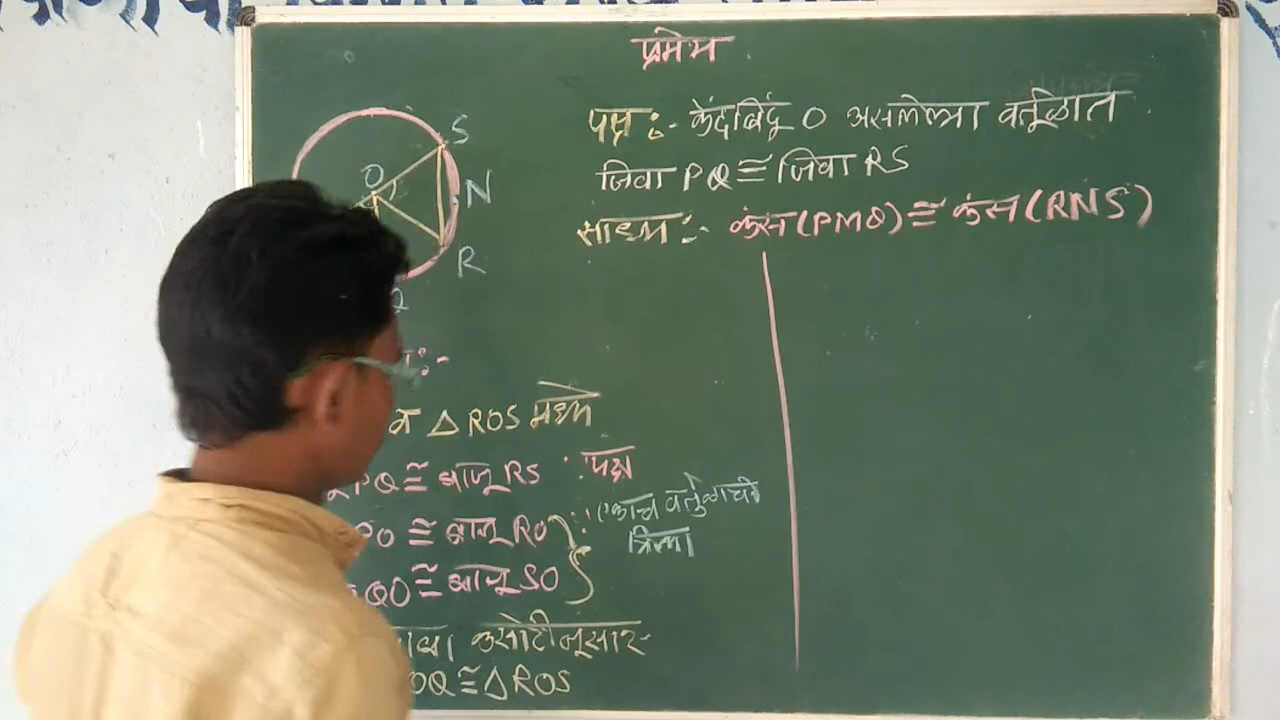 प्रमेय
पक्ष :- केंद्रबिंदू O असलेल्या वर्तुळात
जिवा PQ ≅ जिवा RS
साध्य :- कंस (PMQ) ≅ कंस (RNS)
S
O
N
R
Q
:-
व △ ROS मध्ये
PQ ≅ बाजू RS ∵ पक्ष
PO ≅ बाजू RO ∵ एकाच वर्तुळाची
त्रिज्या
QO ≅ बाजू SO
कसोटीनूसार
OQ ≅ △ ROS